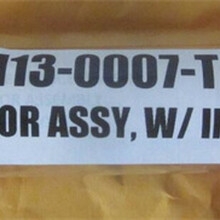 113-0007-T
OR ASSY, W/ I